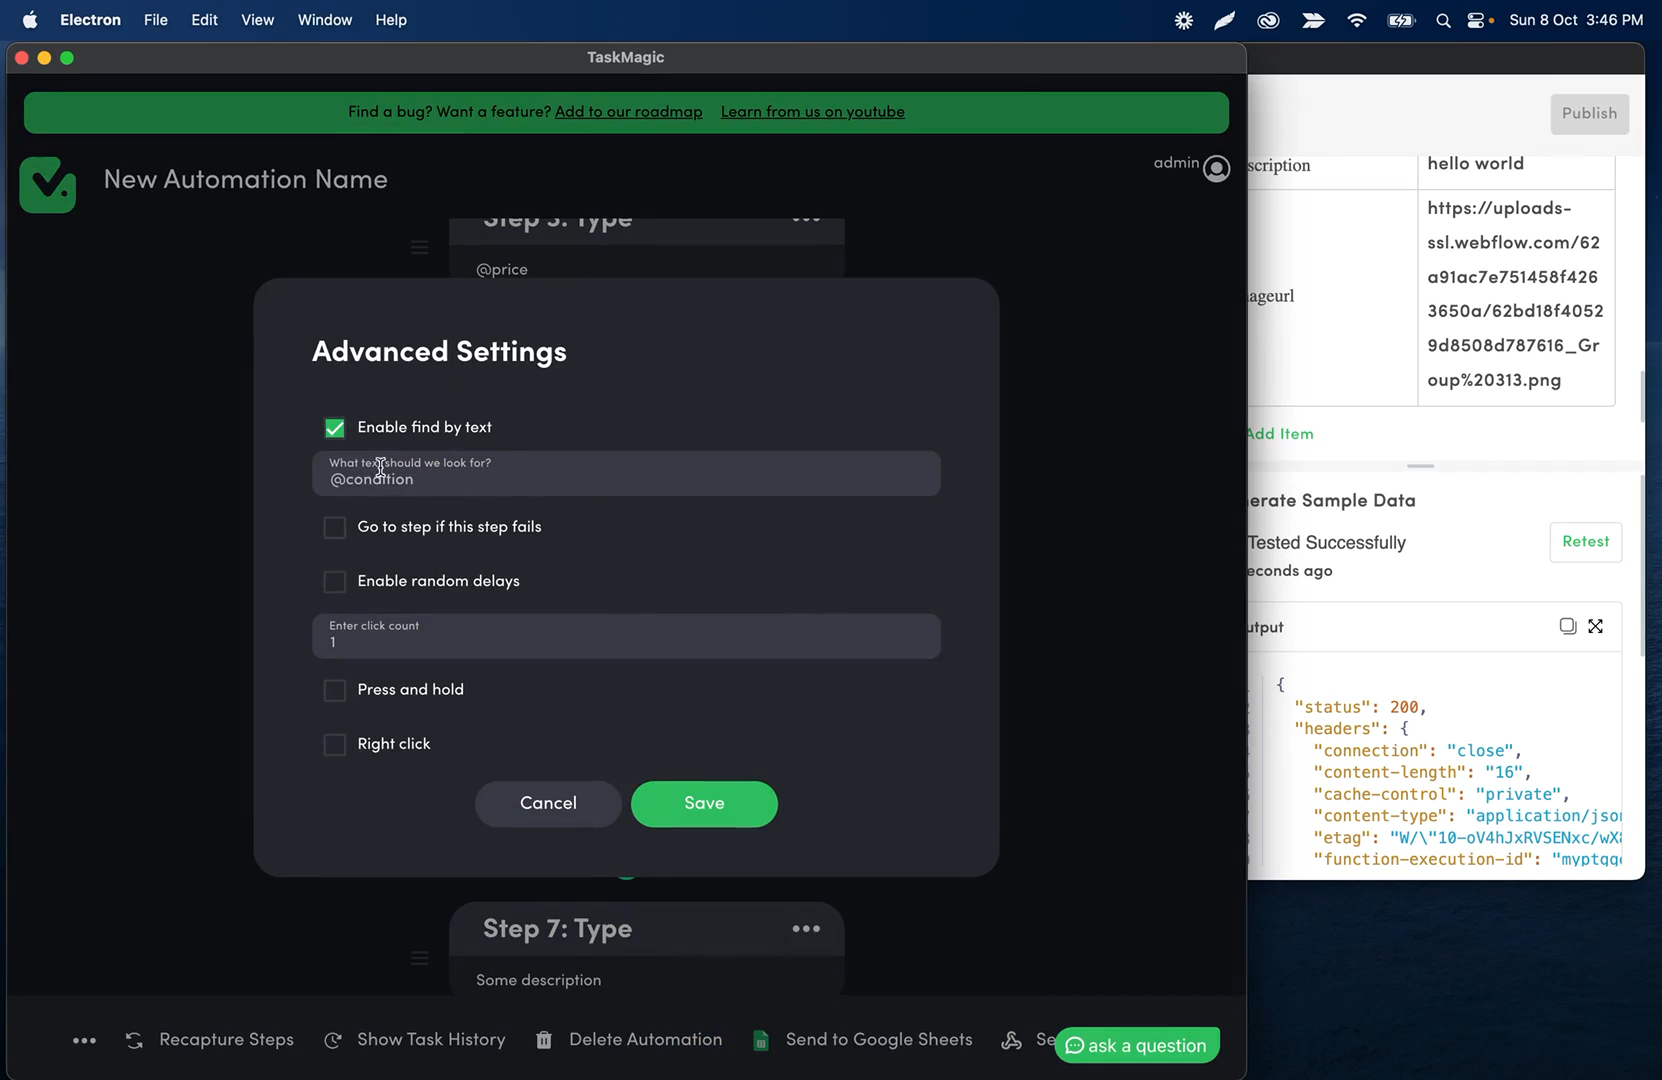 Electron File Edit View Window Help
Sun 8 Oct 3:46 PM
TaskMagic
Find a bug? Want a feature? Add to our roadmap Learn from us on youtube
New Automation Name
admin
Step 3: Type
@price
Advanced Settings
Enable find by text
What text should we look for?
@condition
Go to step if this step fails
Enable random delays
Enter click count
1
Press and hold
Right click
Cancel Save
Step 7: Type
Some description
Recapture Steps Show Task History Delete Automation Send to Google Sheets Se
ask a question
Publish
scription
hello world
ageurl
https://uploads-
ssl.webflow.com/62
a91ac7e751458f426
3650a/62bd18f4052
9d8508d787616_Gr
oup%20313.png
Add Item
erate Sample Data
Tested Successfully
econds ago
Retest
utput
{
"status": 200,
"headers": {
"connection": "close",
"content-length": "16",
"cache-control": "private",
"content-type": "application/jso
"etag": "W/\"10-oV4hJxRVSENxc/wX
"function-execution-id": "myptgq